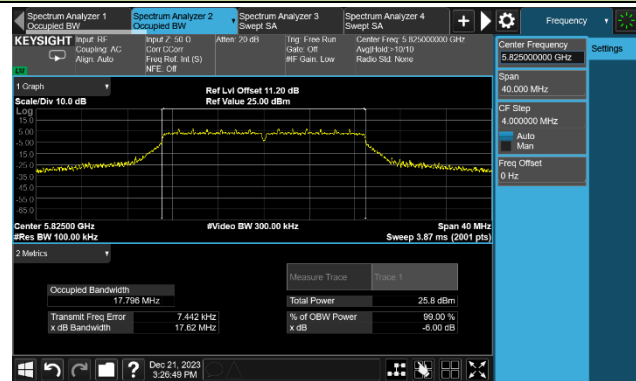 Spectrum Analyzer 1
Occupied BW
Spectrum Analyzer 2
Occupied BW
Spectrum Analyzer 3
Swept SA
Spectrum Analyzer 4
Swept SA
+
Frequency
KEYSIGHT
Input: RF
Coupling: AC
Align: Auto
Input Z: 50 Ω
Corr CCorr
Freq Ref: Int (S)
NFE: Off
Atten: 20 dB
Trig: Free Run
Gate: Off
#IF Gain: Low
Center Freq: 5.825000000 GHz
Avg|Hold:>10/10
Radio Std: None
Center Frequency
5.825000000 GHz
Settings
Span
40.000 MHz
CF Step
4.000000 MHz
Auto
Man
Freq Offset
0 Hz
1 Graph
Scale/Div 10.0 dB
Ref Lvl Offset 11.20 dB
Ref Value 25.00 dBm
Log
15.0
5.00
-5.00
-15.0
-25.0
-35.0
-45.0
-55.0
-65.0
Center 5.82500 GHz
#Res BW 100.00 kHz
#Video BW 300.00 kHz
Span 40 MHz
Sweep 3.87 ms (2001 pts)
2 Metrics
Measure Trace
Trace 1
Occupied Bandwidth
17.796 MHz
Total Power
25.8 dBm
Transmit Freq Error
7.442 kHz
% of OBW Power
99.00 %
x dB Bandwidth
17.62 MHz
x dB
-6.00 dB
?
Dec 21, 2023
3:26:49 PM